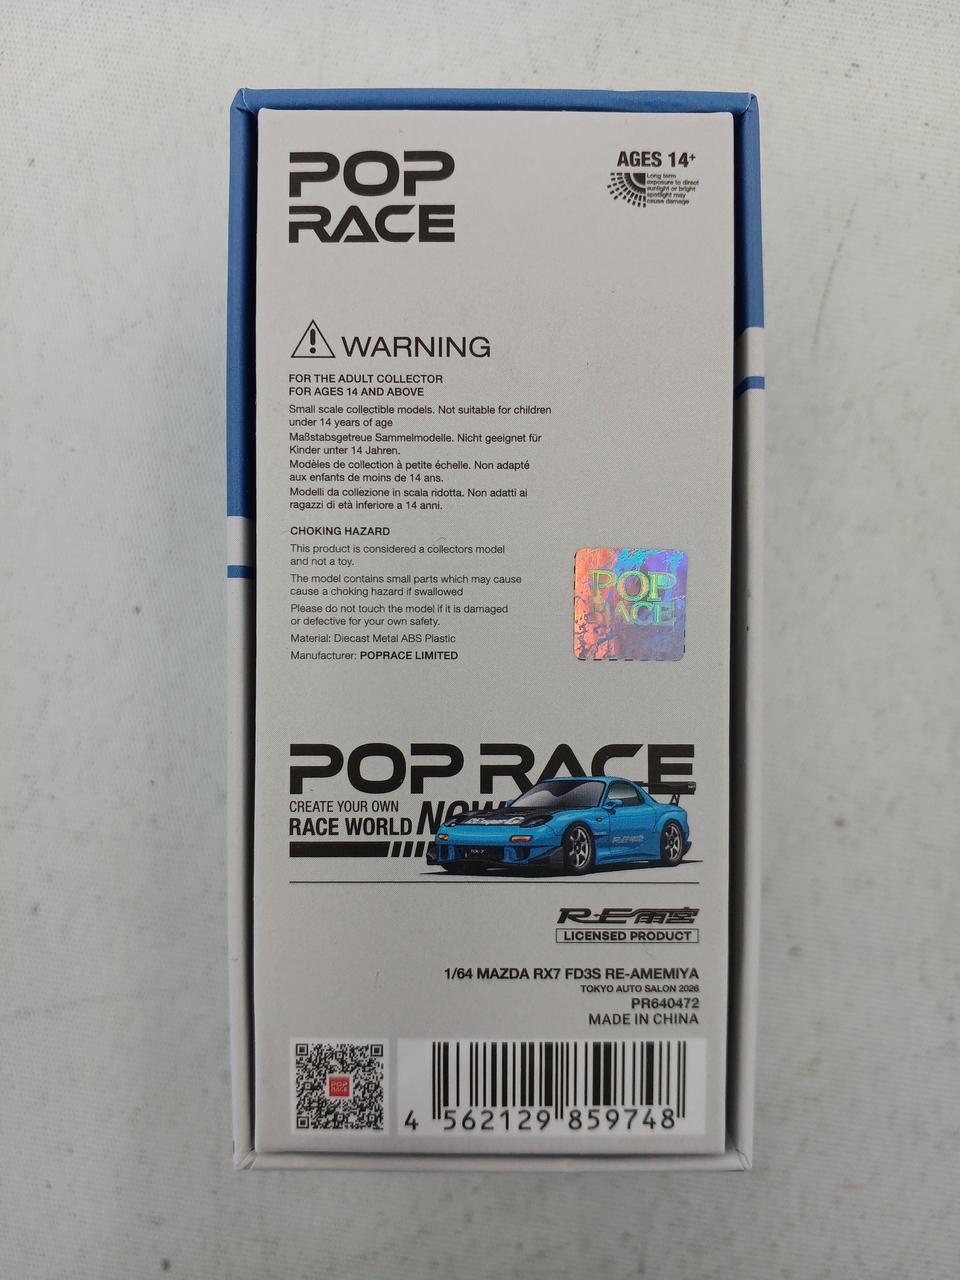 POP
RACE
AGES 14+
Long term
exposure to direct
sunlight or bright
spotlight may
cause damage
WARNING
FOR THE ADULT COLLECTOR
FOR AGES 14 AND ABOVE
Small scale collectible models. Not suitable for children
under 14 years of age
Maßstabsgetreue Sammelmodelle. Nicht geeignet für
Kinder unter 14 Jahren.
Modèles de collection à petite échelle. Non adapté
aux enfants de moins de 14 ans.
Modelli da collezione in scala ridotta. Non adatti ai
ragazzi di età inferiore a 14 anni.
CHOKING HAZARD
This product is considered a collectors model
and not a toy.
The model contains small parts which may cause
cause a choking hazard if swallowed
Please do not touch the model if it is damaged
or defective for your own safety.
Material: Diecast Metal ABS Plastic
Manufacturer: POPRACE LIMITED
POP
RACE
POP RACE
CREATE YOUR OWN
RACE WORLD NOW
RX-7
RE雨宮
LICENSED PRODUCT
1/64 MAZDA RX7 FD3S RE-AMEMIYA
TOKYO AUTO SALON 2026
PR640472
MADE IN CHINA
POP
RACE
4 562129 859748